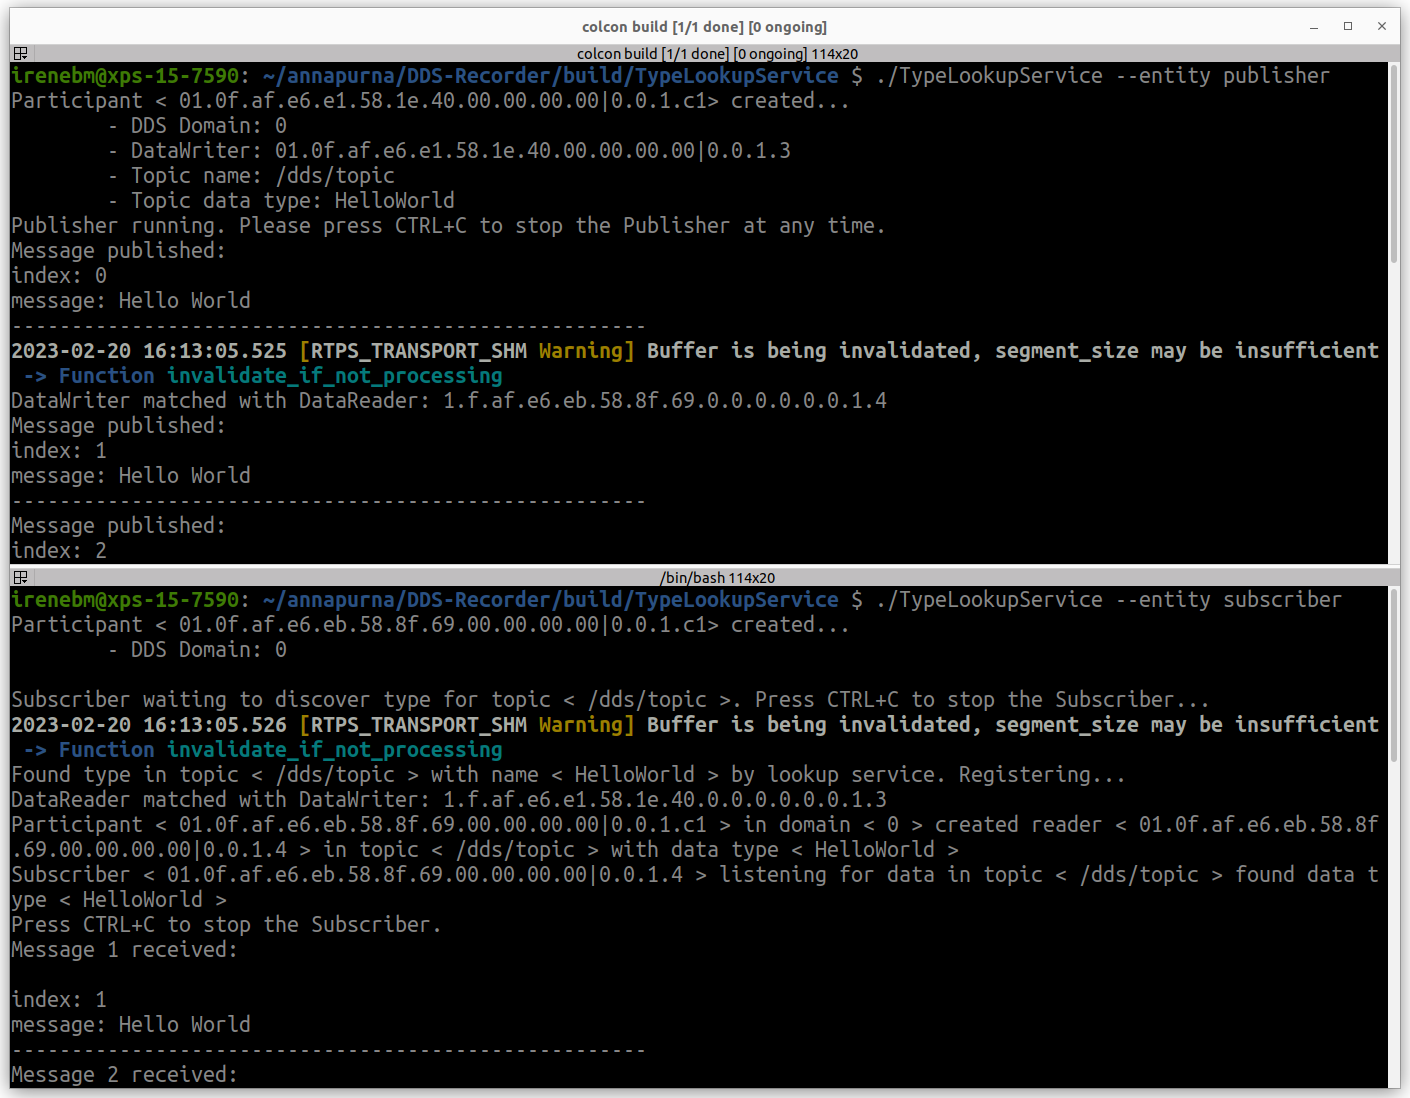 colcon build [1/1 done] [0 ongoing]
colcon build [1/1 done] [0 ongoing] 114x20
irenebm@xps-15-7590: ~/annapurna/DDS-Recorder/build/TypeLookupService $ ./TypeLookupService --entity publisher
Participant < 01.0f.af.e6.e1.58.1e.40.00.00.00.00|0.0.1.c1> created...
- DDS Domain: 0
- DataWriter: 01.0f.af.e6.e1.58.1e.40.00.00.00.00|0.0.1.3
- Topic name: /dds/topic
- Topic data type: HelloWorld
Publisher running. Please press CTRL+C to stop the Publisher at any time.
Message published:
index: 0
message: Hello World
-----------------------------------------------------
2023-02-20 16:13:05.525 [RTPS_TRANSPORT_SHM Warning] Buffer is being invalidated, segment_size may be insufficient
-> Function invalidate_if_not_processing
DataWriter matched with DataReader: 1.f.af.e6.eb.58.8f.69.0.0.0.0.0.0.1.4
Message published:
index: 1
message: Hello World
-----------------------------------------------------
Message published:
index: 2
/bin/bash 114x20
irenebm@xps-15-7590: ~/annapurna/DDS-Recorder/build/TypeLookupService $ ./TypeLookupService --entity subscriber
Participant < 01.0f.af.e6.eb.58.8f.69.00.00.00.00|0.0.1.c1> created...
- DDS Domain: 0
Subscriber waiting to discover type for topic < /dds/topic >. Press CTRL+C to stop the Subscriber...
2023-02-20 16:13:05.526 [RTPS_TRANSPORT_SHM Warning] Buffer is being invalidated, segment_size may be insufficient
-> Function invalidate_if_not_processing
Found type in topic < /dds/topic > with name < HelloWorld > by lookup service. Registering...
DataReader matched with DataWriter: 1.f.af.e6.e1.58.1e.40.0.0.0.0.0.0.1.3
Participant < 01.0f.af.e6.eb.58.8f.69.00.00.00.00|0.0.1.c1 > in domain < 0 > created reader < 01.0f.af.e6.eb.58.8f
.69.00.00.00.00|0.0.1.4 > in topic < /dds/topic > with data type < HelloWorld >
Subscriber < 01.0f.af.e6.eb.58.8f.69.00.00.00.00|0.0.1.4 > listening for data in topic < /dds/topic > found data t
ype < HelloWorld >
Press CTRL+C to stop the Subscriber.
Message 1 received:
index: 1
message: Hello World
-----------------------------------------------------
Message 2 received: